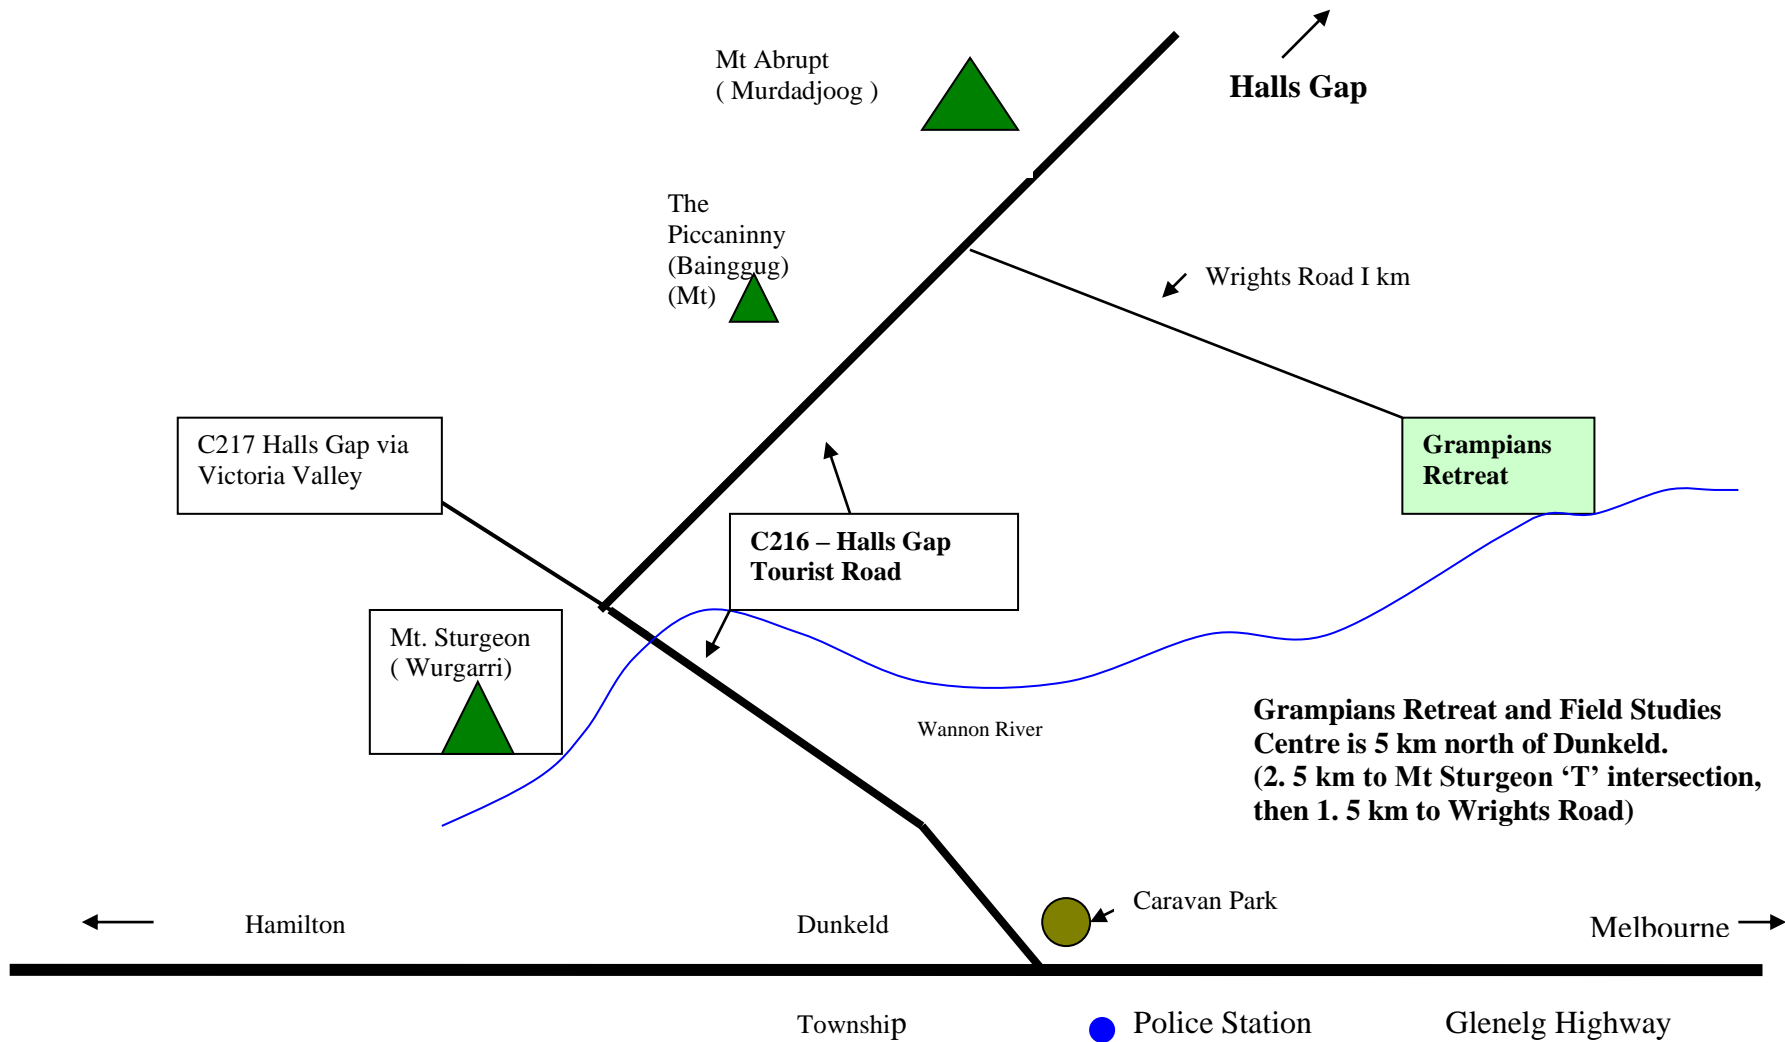 Mt Abrupt
( Murdadjoog )
Halls Gap
The
Piccaninny
(Bainggug)
(Mt)
Wrights Road I km
C217 Halls Gap via
Victoria Valley
Grampians
Retreat
C216 – Halls Gap
Tourist Road
Mt. Sturgeon
( Wurgarri)
Wannon River
Grampians Retreat and Field Studies
Centre is 5 km north of Dunkeld.
(2. 5 km to Mt Sturgeon ‘T’ intersection,
then 1. 5 km to Wrights Road)
Caravan Park
Hamilton
Dunkeld
Melbourne
Township
Police Station
Glenelg Highway